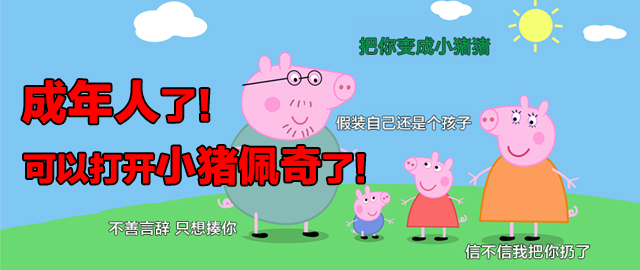 把你变成小猪猪
成年人了!
假装自己还是个孩子
可以打开小猪佩奇了!
不善言辞 只想揍你
信不信我把你扔了